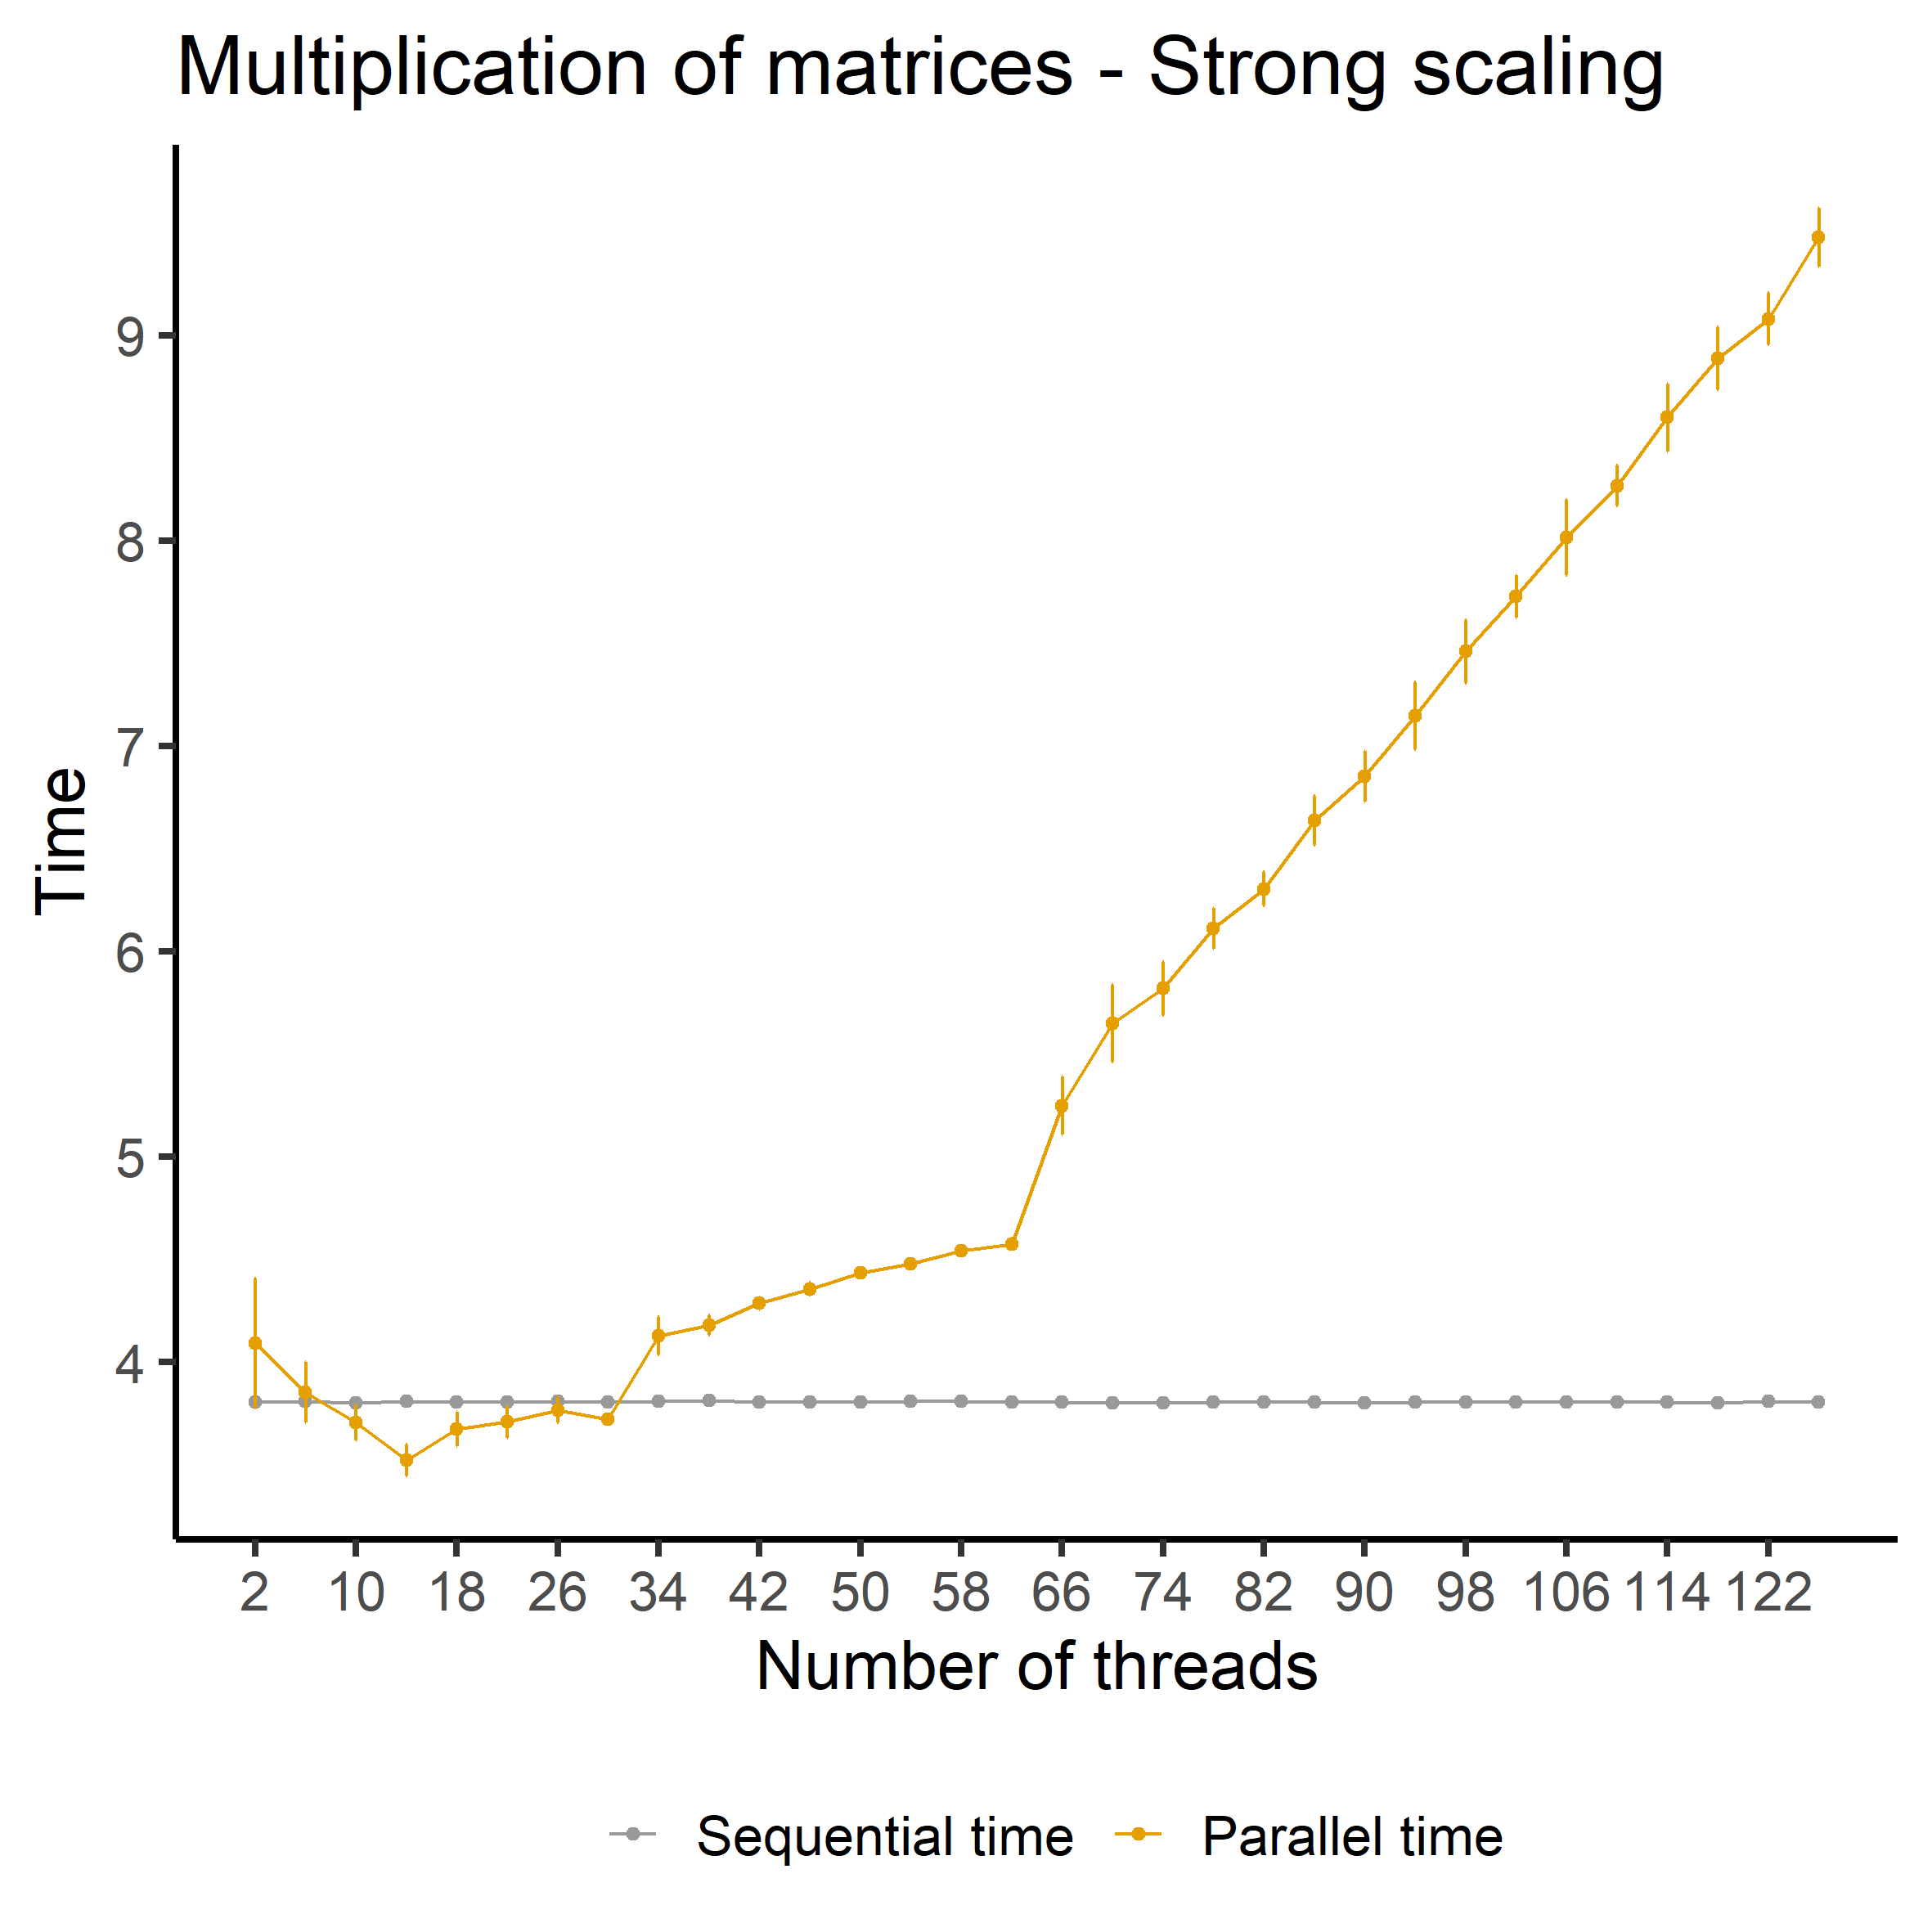 Multiplication of matrices - Strong scaling
Time
9
8
7
6
5
4
2 10 18 26 34 42 50 58 66 74 82 90 98 106 114 122
Number of threads
Sequential time Parallel time